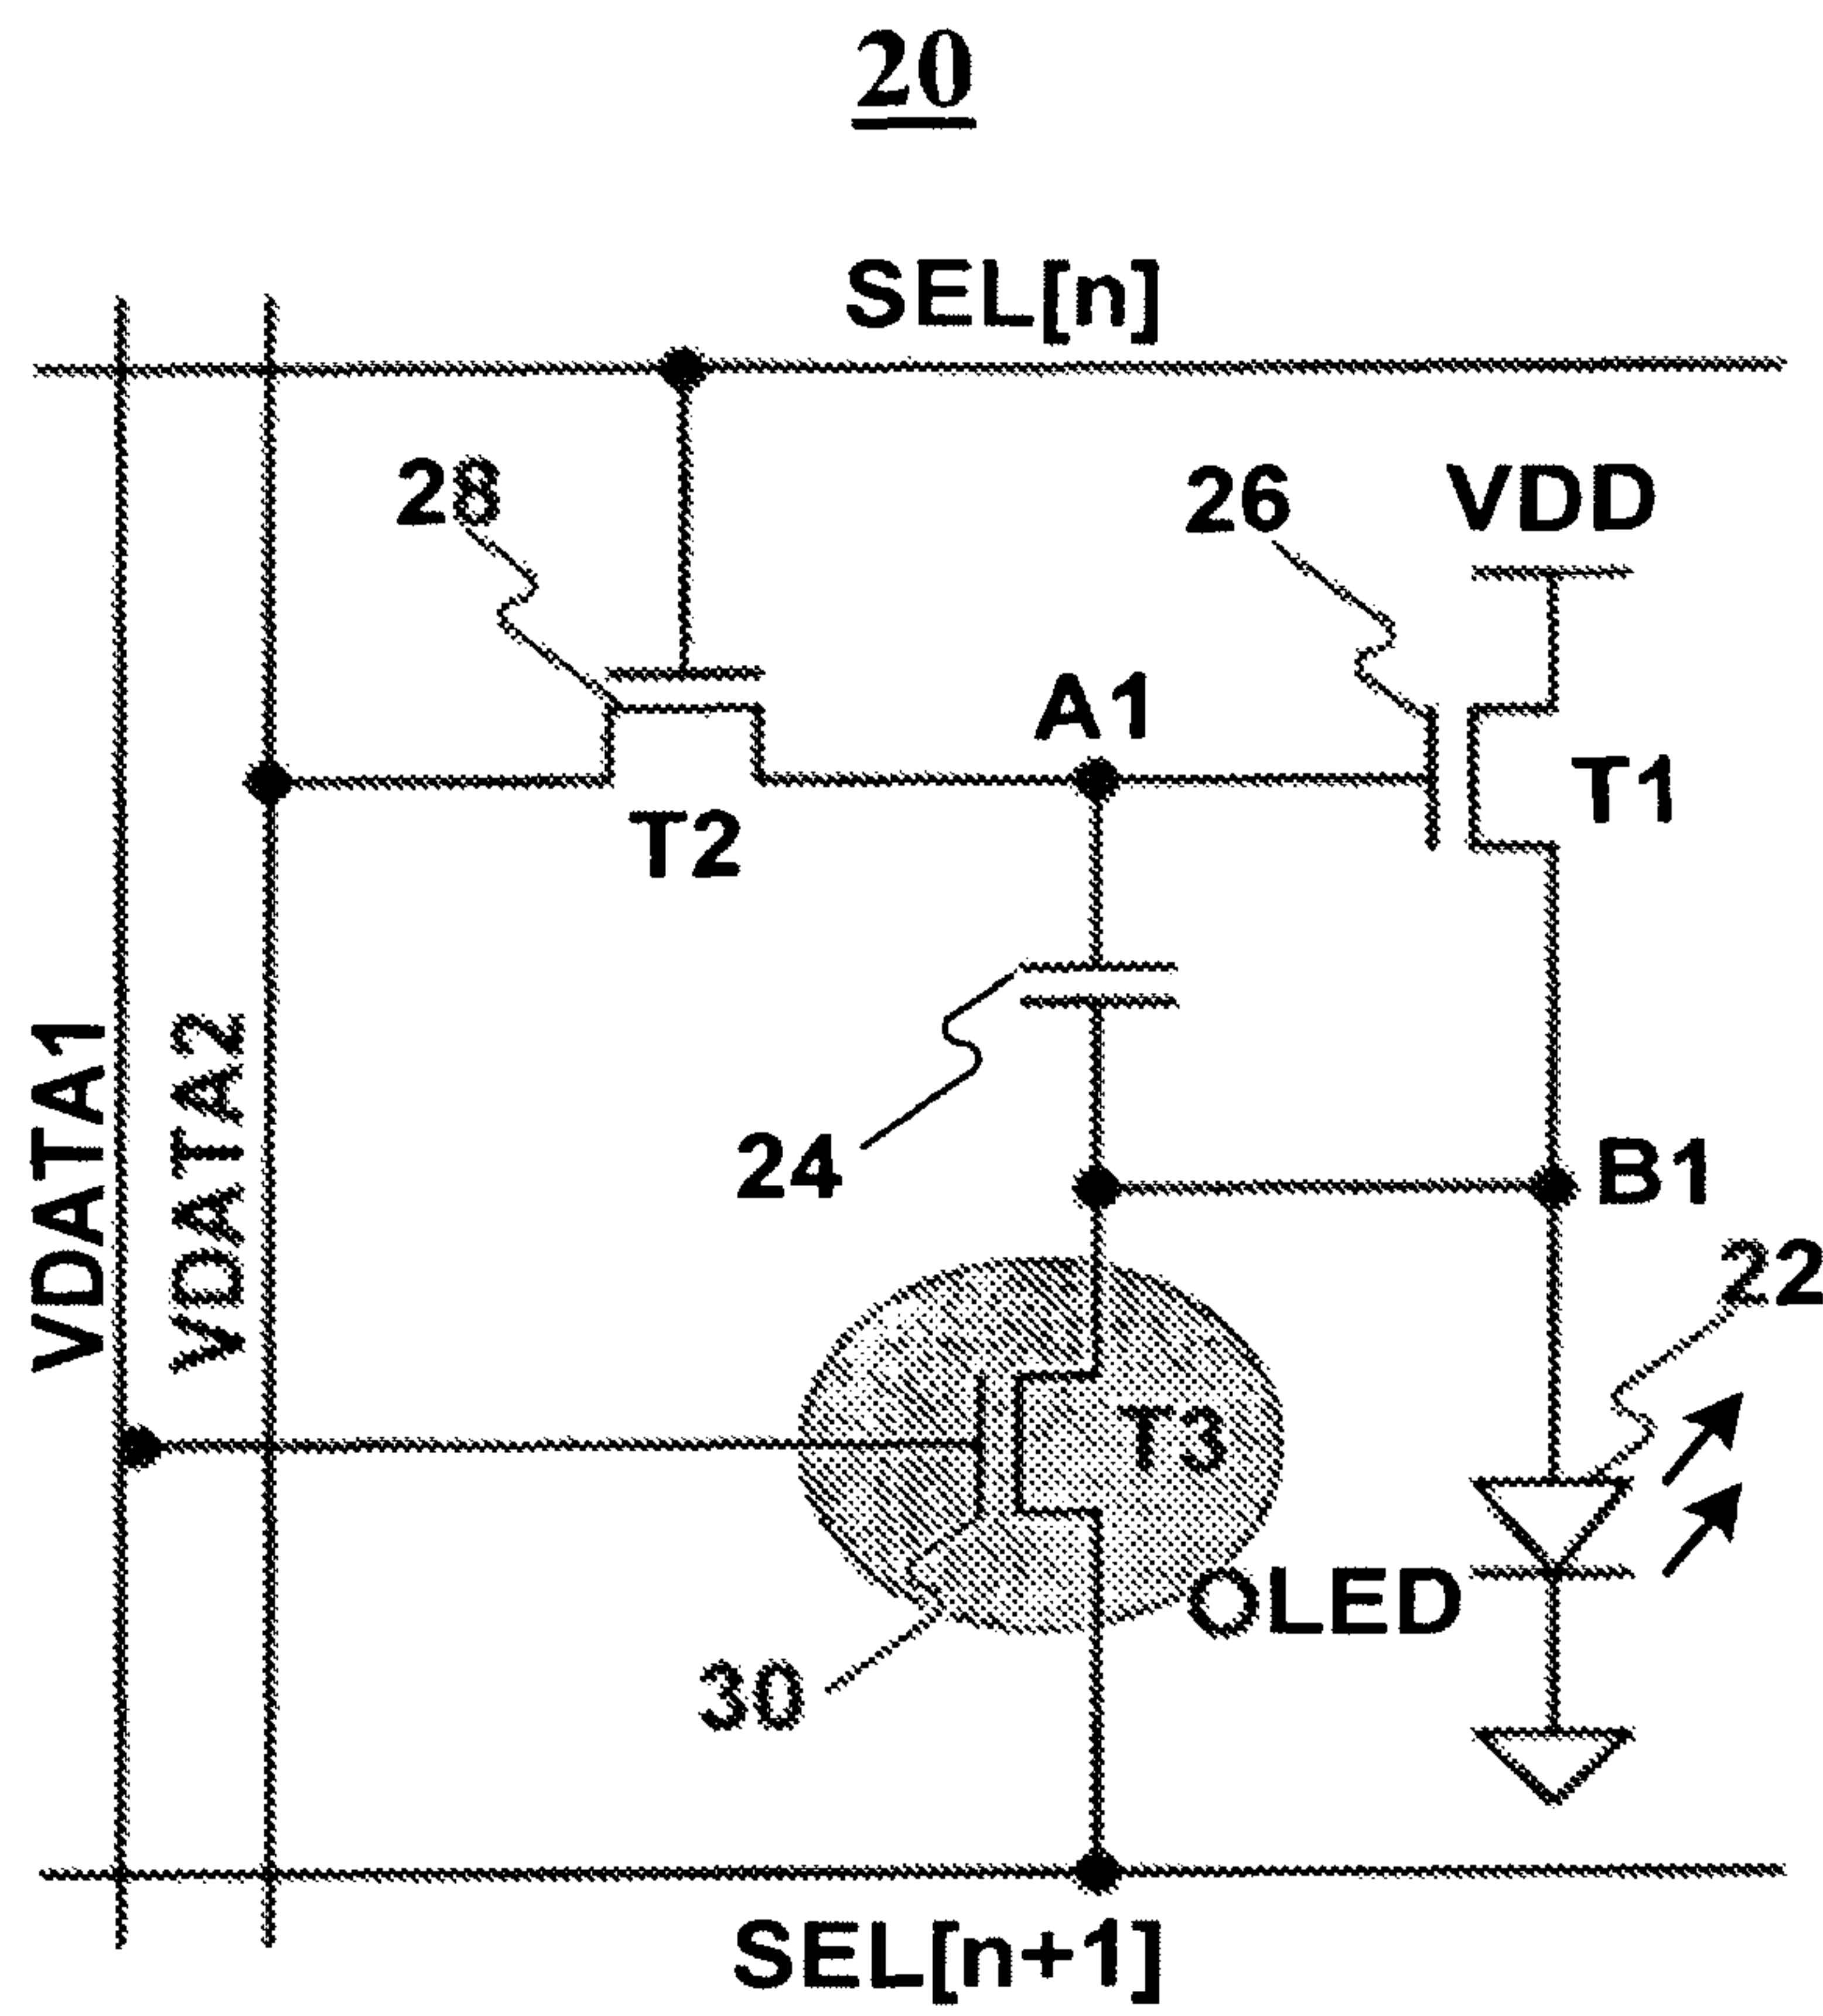 20
SEL[n]
28
26
VDD
A1
T1
T2
VDATA1
VDATA2
24
B1
22
T3
OLED
30
SEL[n+1]